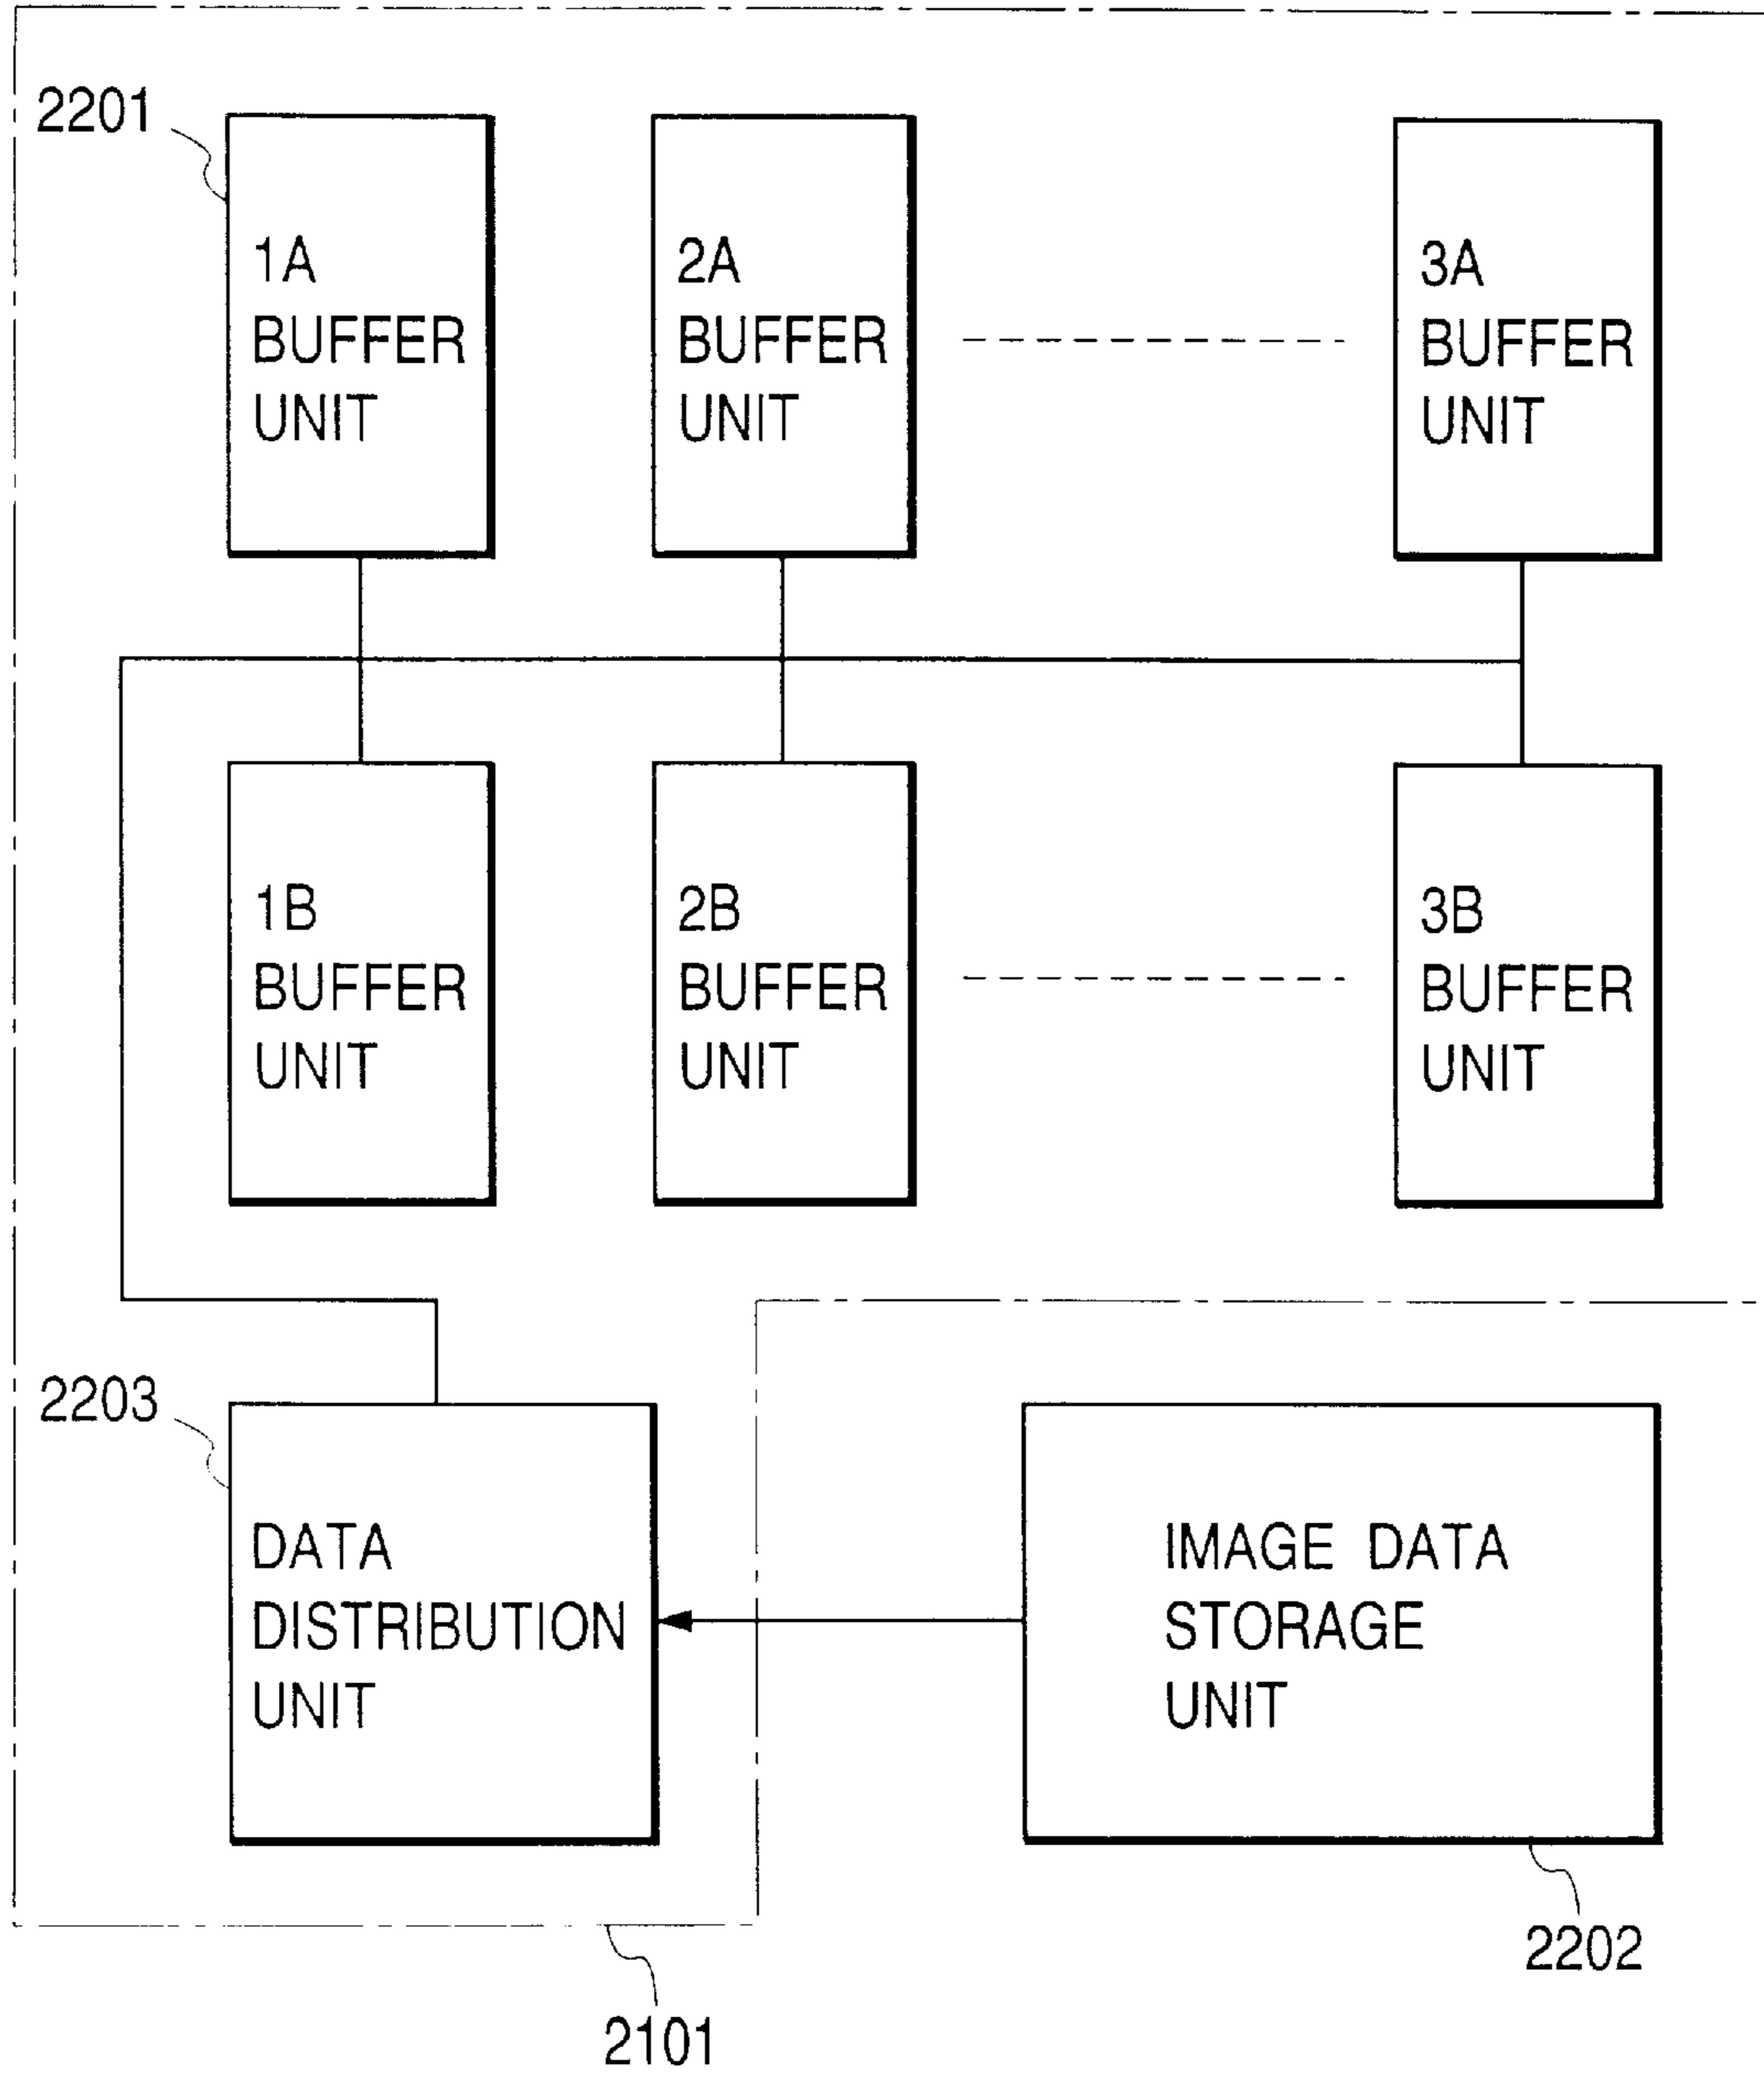 2201
1A
BUFFER
UNIT
2A
BUFFER
UNIT
3A
BUFFER
UNIT
1B
BUFFER
UNIT
2B
BUFFER
UNIT
3B
BUFFER
UNIT
2203
DATA
DISTRIBUTION
UNIT
IMAGE DATA
STORAGE
UNIT
2202
2101